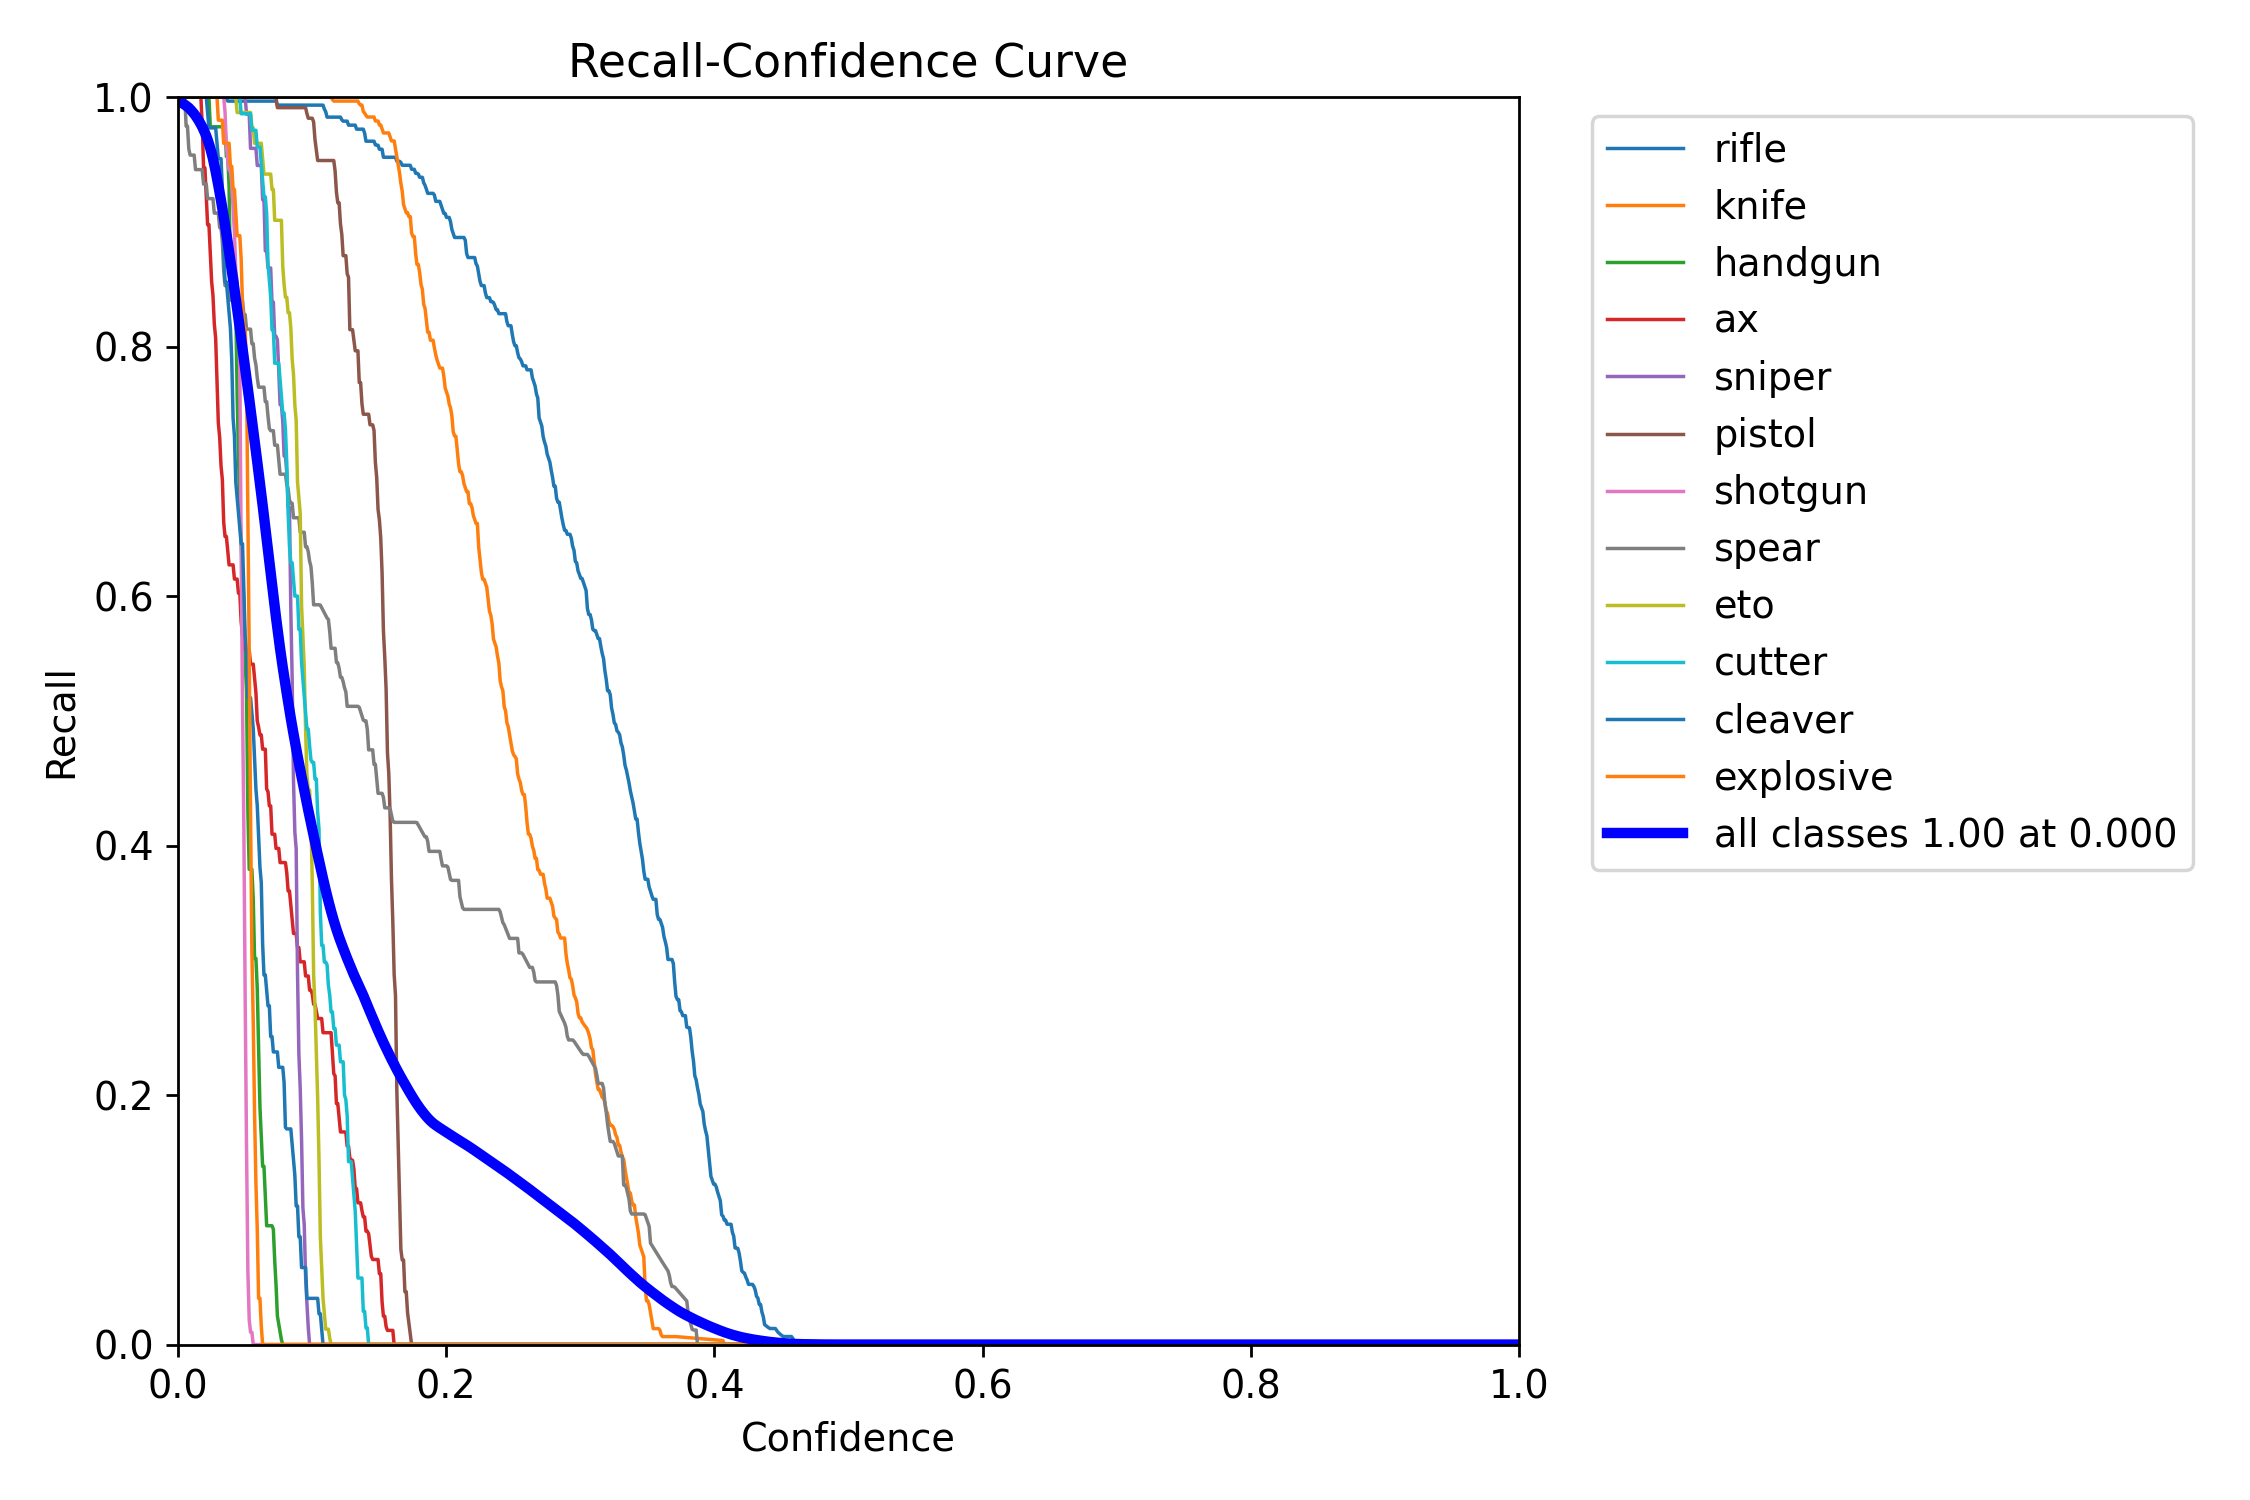 Recall-Confidence Curve
1.0
0.8
0.6
0.4
0.2
0.0
Recall
0.0 0.2 0.4 0.6 0.8 1.0
Confidence
rifle
knife
handgun
ax
sniper
pistol
shotgun
spear
eto
cutter
cleaver
explosive
all classes 1.00 at 0.000